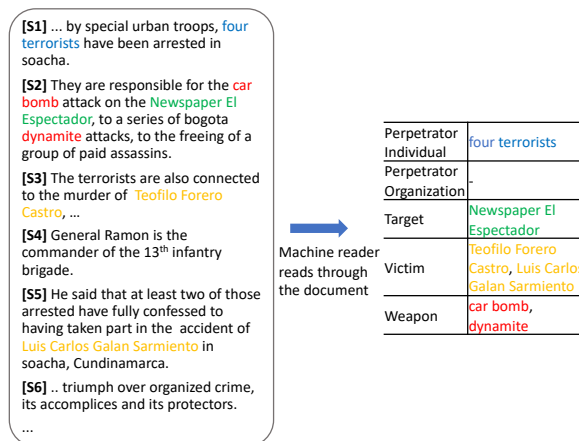 [S1] ... by special urban troops, four
terrorists have been arrested in
soacha.
[S2] They are responsible for the car
bomb attack on the Newspaper El
Espectador, to a series of bogota
dynamite attacks, to the freeing of a
group of paid assassins.
[S3] The terrorists are also connected
to the murder of Teofilo Forero
Castro, ...
[S4] General Ramon is the
commander of the 13th infantry
brigade.
[S5] He said that at least two of those
arrested have fully confessed to
having taken part in the accident of
Luis Carlos Galan Sarmiento in
soacha, Cundinamarca.
[S6] .. triumph over organized crime,
its accomplices and its protectors.
...
Machine reader
reads through
the document
Perpetrator
Individual
four terrorists
Perpetrator
Organization
-
Target
Newspaper El
Espectador
Victim
Teofilo Forero
Castro, Luis Carlos
Galan Sarmiento
Weapon
car bomb,
dynamite